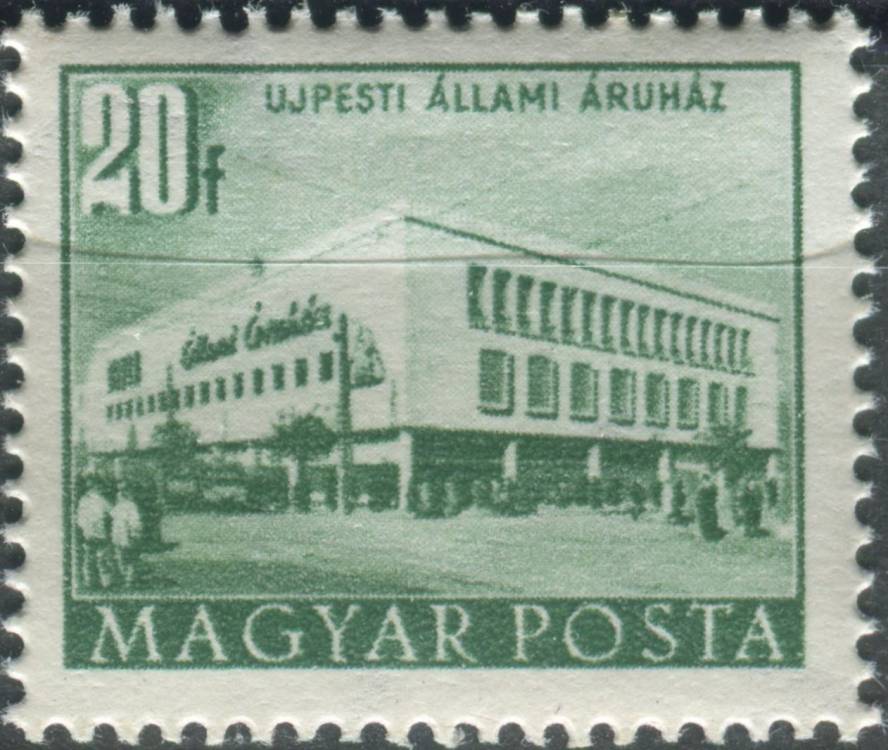 20f
UJPESTI ÁLLAMI ÁRUHÁZ
Állami Áruház
MAGYAR POSTA